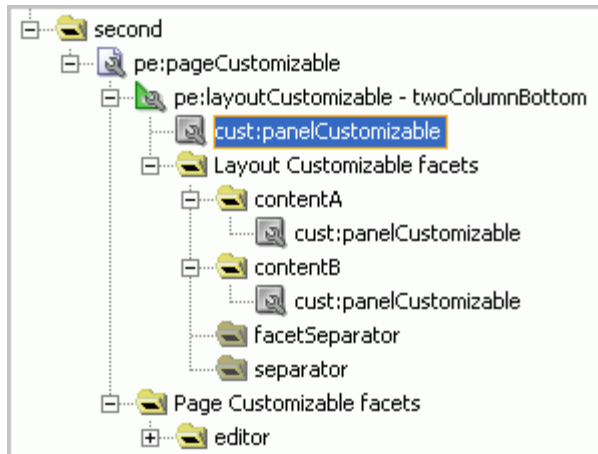 second
pe:pageCustomizable
pe:layoutCustomizable - twoColumnBottom
cust:panelCustomizable
Layout Customizable facets
contentA
cust:panelCustomizable
contentB
cust:panelCustomizable
facetSeparator
separator
Page Customizable facets
editor